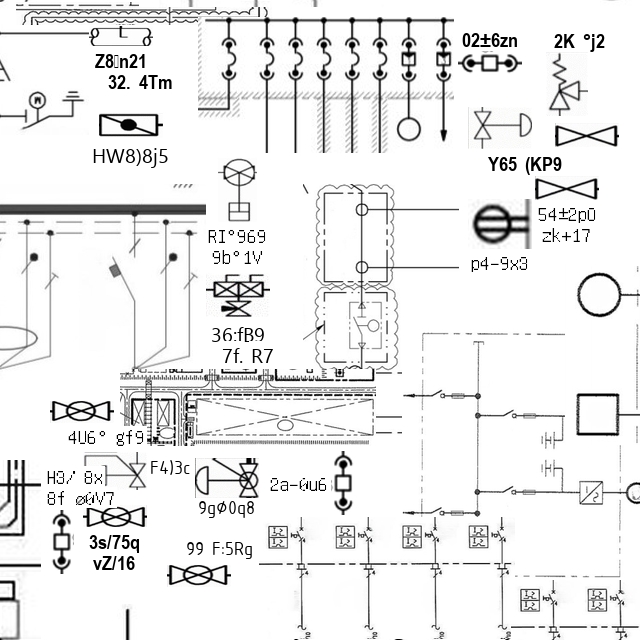 02±6zn
2K °j2
Z8▯n21
32. 4Tm
HW8)8j5
Y65 (KP9
54±2p0
zk+17
RI°969
9b°1V
p4-9x3
36:fB9
7f. R7
4U6° gf9
F4)3c
H3/ 8x
8f ø0V7
2a-0u6
9gØ0q8
3s/75q
vZ/16
99 F:5Rg